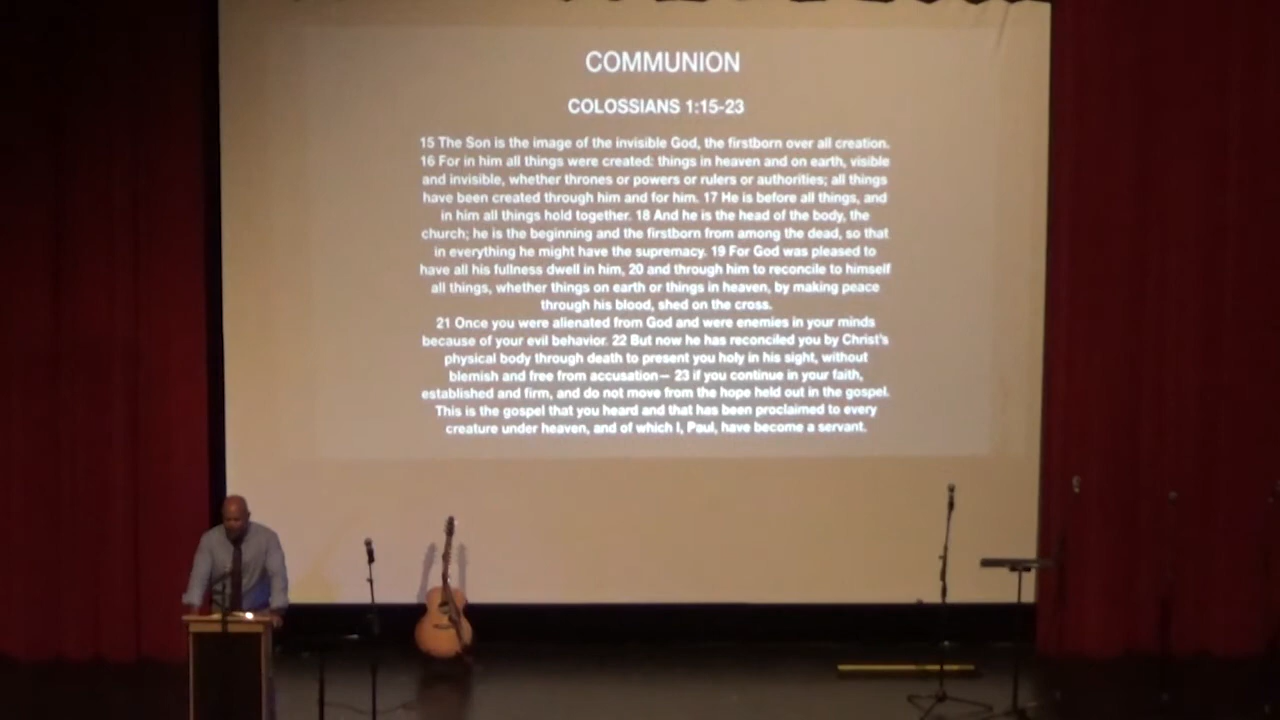 COMMUNION
COLOSSIANS 1:15-23
15 The Son is the image of the invisible God, the firstborn over all creation.
16 For in him all things were created: things in heaven and on earth, visible
and invisible, whether thrones or powers or rulers or authorities; all things
have been created through him and for him. 17 He is before all things, and
in him all things hold together. 18 And he is the head of the body, the
church; he is the beginning and the firstborn from among the dead, so that
in everything he might have the supremacy. 19 For God was pleased to
have all his fullness dwell in him, 20 and through him to reconcile to himself
all things, whether things on earth or things in heaven, by making peace
through his blood, shed on the cross.
21 Once you were alienated from God and were enemies in your minds
because of your evil behavior. 22 But now he has reconciled you by Christ's
physical body through death to present you holy in his sight, without
blemish and free from accusation— 23 if you continue in your faith,
established and firm, and do not move from the hope held out in the gospel.
This is the gospel that you heard and that has been proclaimed to every
creature under heaven, and of which I, Paul, have become a servant.